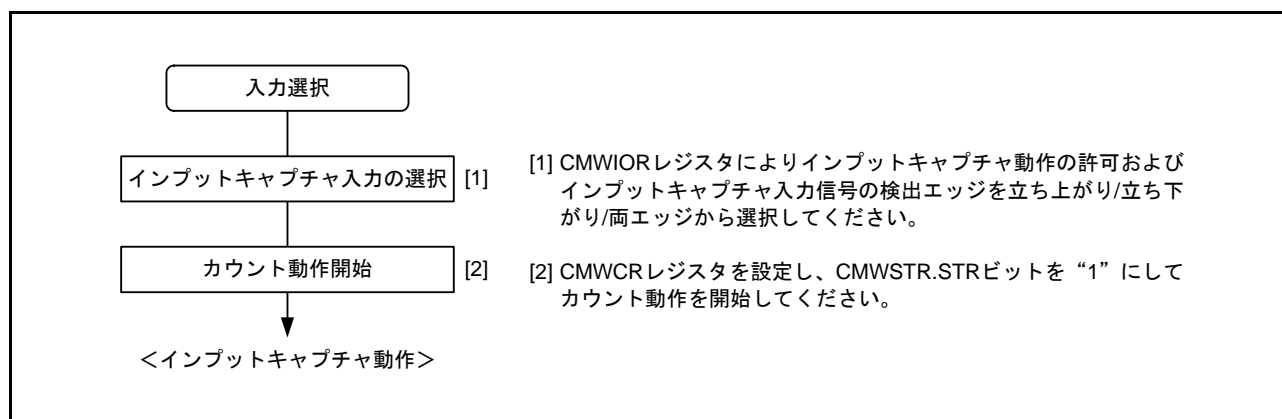 入力選択
インプットキャプチャ入力の選択 [1]
[1] CMWIORレジスタによりインプットキャプチャ動作の許可および
インプットキャプチャ入力信号の検出エッジを立ち上がり/立ち下
がり/両エッジから選択してください。
カウント動作開始 [2]
[2] CMWCRレジスタを設定し、CMWSTR.STRビットを“1”にして
カウント動作を開始してください。
＜インプットキャプチャ動作＞